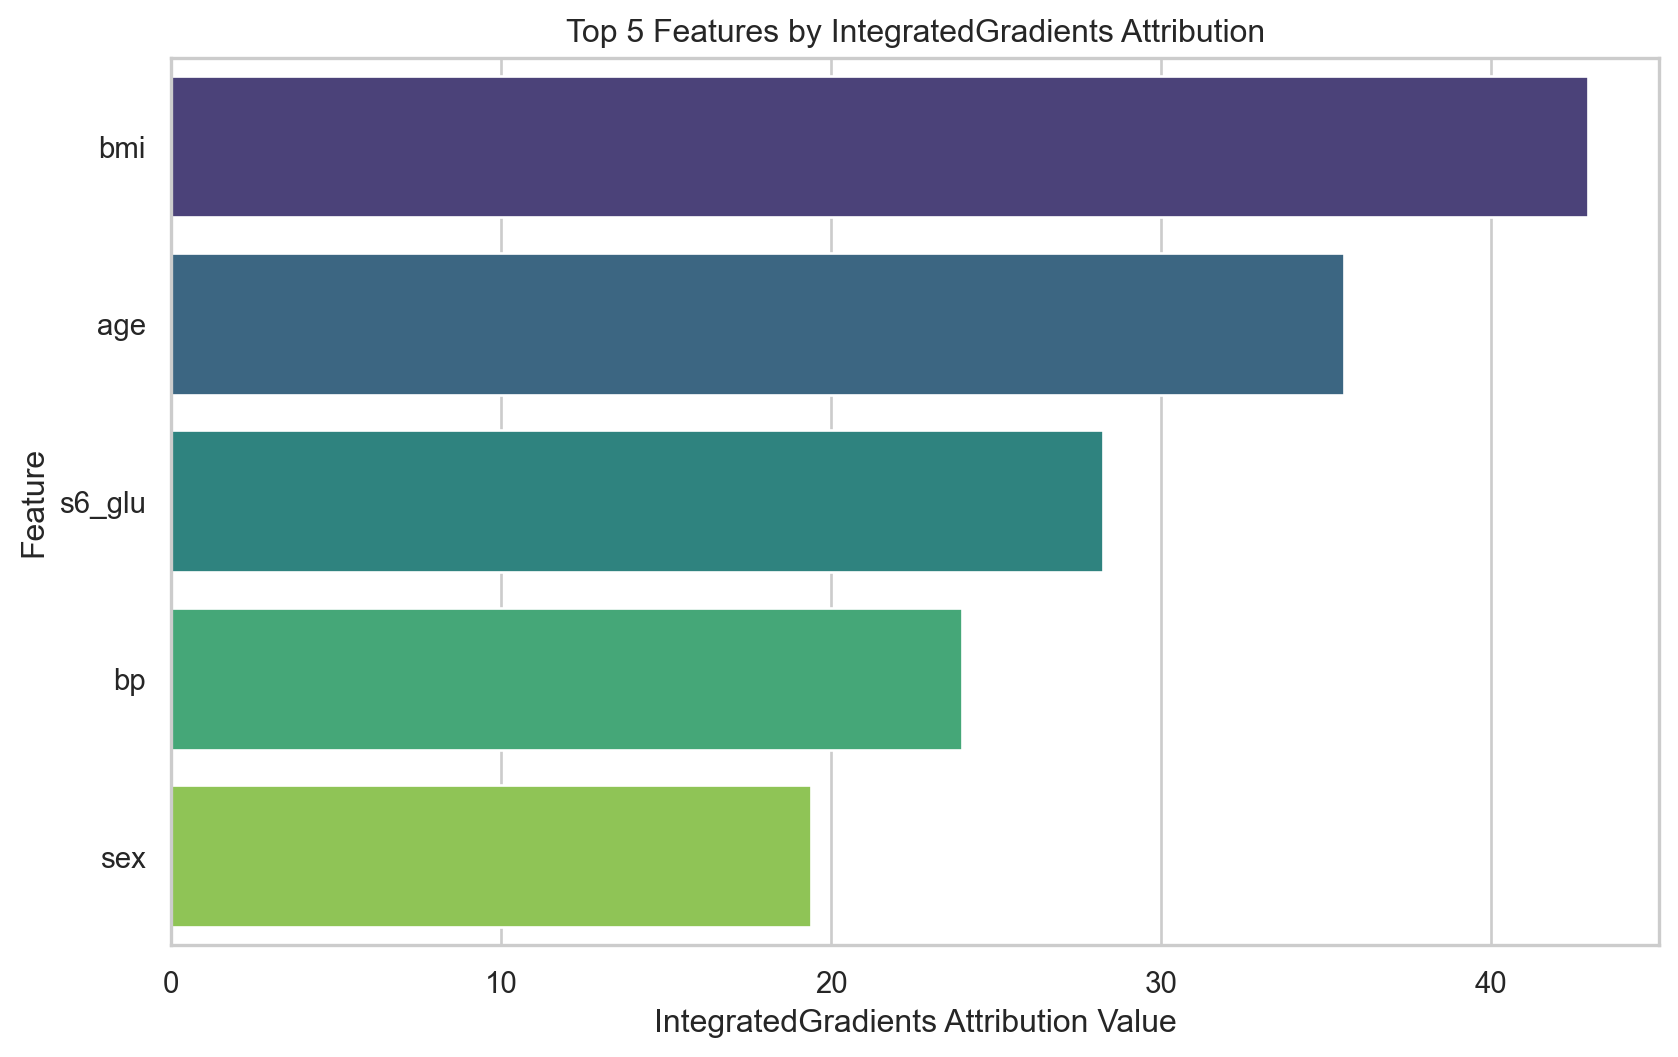 Top 5 Features by IntegratedGradients Attribution
Feature
bmi
age
s6_glu
bp
sex
0 10 20 30 40
IntegratedGradients Attribution Value